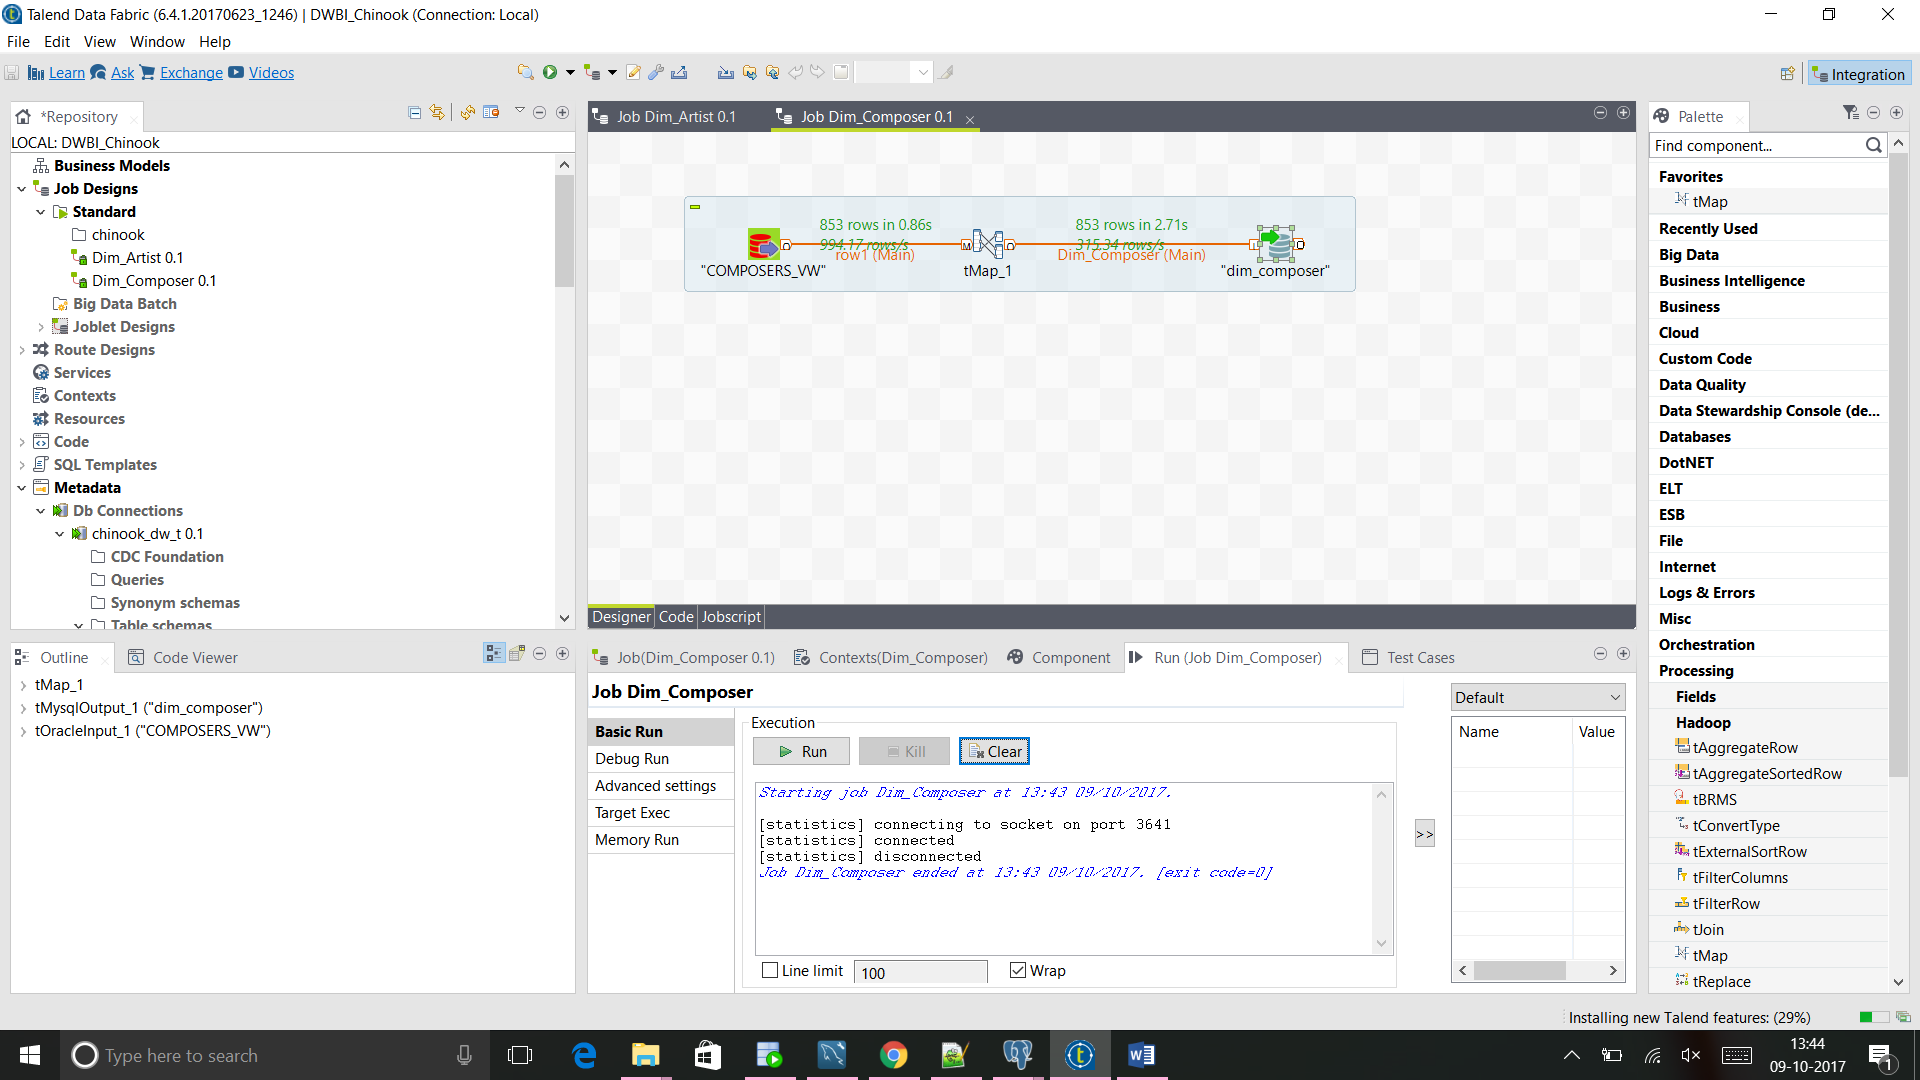 Talend Data Fabric (6.4.1.20170623_1246) | DWBI_Chinook (Connection: Local)
File Edit View Window Help
Learn Ask Exchange Videos
Integration
*Repository
LOCAL: DWBI_Chinook
Business Models
Job Designs
Standard
chinook
Dim_Artist 0.1
Dim_Composer 0.1
Big Data Batch
Joblet Designs
Route Designs
Services
Contexts
Resources
Code
SQL Templates
Metadata
Db Connections
chinook_dw_t 0.1
CDC Foundation
Queries
Synonym schemas
Table schemas
Job Dim_Artist 0.1
Job Dim_Composer 0.1
853 rows in 0.86s
994.17 rows/s
row1 (Main)
"COMPOSERS_VW"
tMap_1
853 rows in 2.71s
315.34 rows/s
Dim_Composer (Main)
"dim_composer"
Designer Code Jobscript
Palette
Find component...
Favorites
tMap
Recently Used
Big Data
Business Intelligence
Business
Cloud
Custom Code
Data Quality
Data Stewardship Console (de...
Databases
DotNET
ELT
ESB
File
Internet
Logs & Errors
Misc
Orchestration
Processing
Fields
Hadoop
tAggregateRow
tAggregateSortedRow
tBRMS
tConvertType
tExternalSortRow
tFilterColumns
tFilterRow
tJoin
tMap
tReplace
Outline
Code Viewer
tMap_1
tMysqlOutput_1 ("dim_composer")
tOracleInput_1 ("COMPOSERS_VW")
Job(Dim_Composer 0.1)
Contexts(Dim_Composer)
Component
Run (Job Dim_Composer)
Test Cases
Job Dim_Composer
Basic Run
Debug Run
Advanced settings
Target Exec
Memory Run
Execution
Run
Kill
Clear
Starting job Dim_Composer at 13:43 09/10/2017.
[statistics] connecting to socket on port 3641
[statistics] connected
[statistics] disconnected
Job Dim_Composer ended at 13:43 09/10/2017. [exit code=0]
Line limit
100
Wrap
>>
Default
Name Value
Installing new Talend features: (29%)
Type here to search
13:44
09-10-2017
1